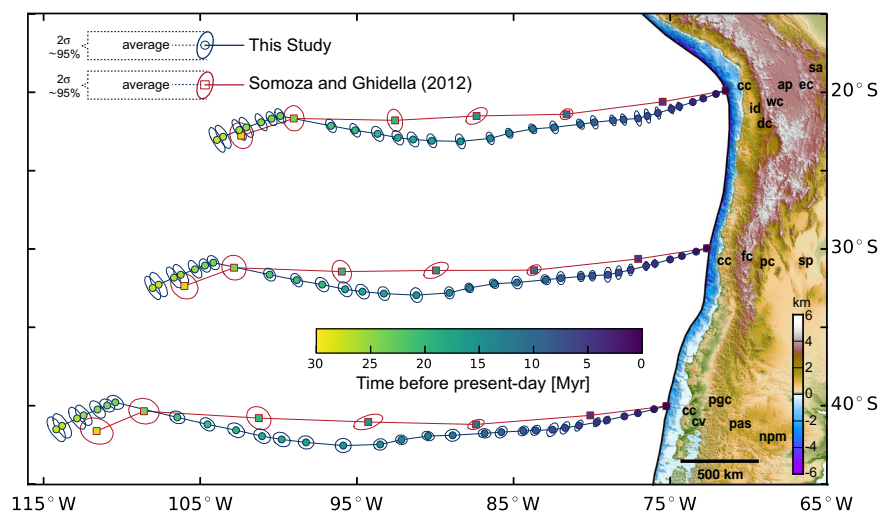 2σ
~95%
average
This Study
2σ
~95%
average
Somoza and Ghidella (2012)
sa
cc
ap
ec
20°S
id
wc
dc
30°S
cc
fc
pc
sp
km
6
4
2
0
-2
-4
-6
30
25
20
15
10
5
0
Time before present-day [Myr]
pgc
cc
40°S
cv
pas
npm
500 km
115°W
105°W
95°W
85°W
75°W
65°W